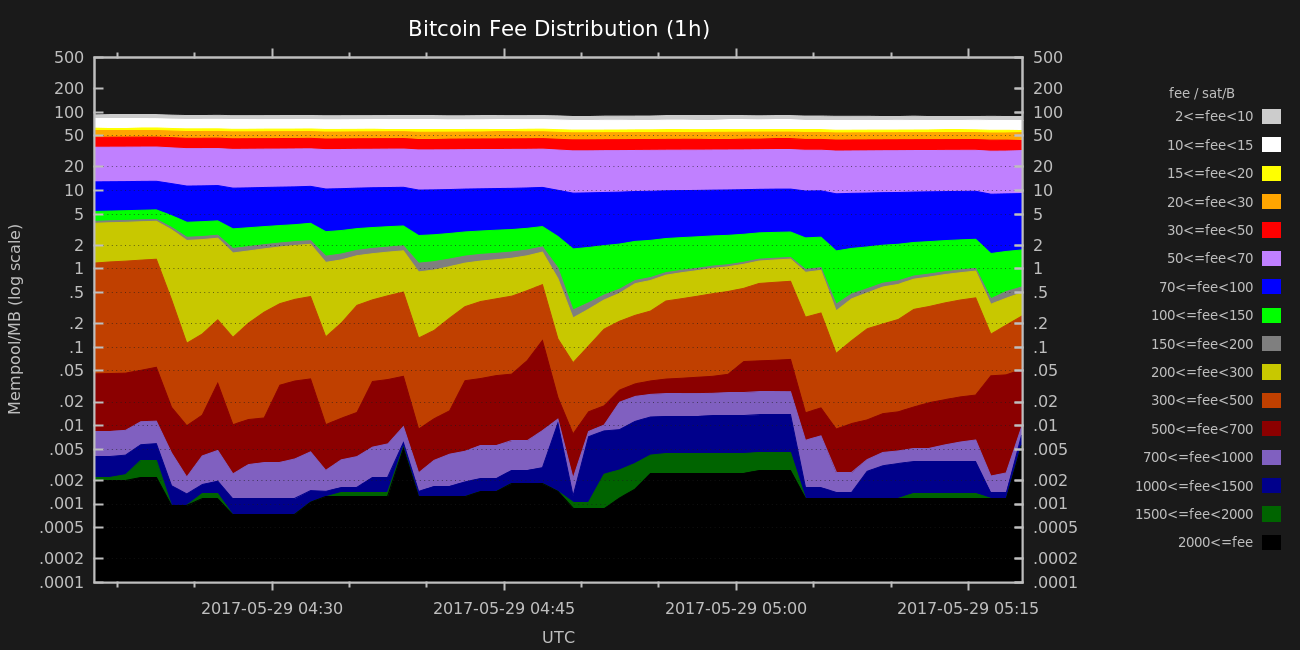 Bitcoin Fee Distribution (1h)
500 500
200 200
100 100
50 50
20 20
10 10
5 5
2 2
1 1
.5 .5
.2 .2
.1 .1
.05 .05
.02 .02
.01 .01
.005 .005
.002 .002
.001 .001
.0005 .0005
.0002 .0002
.0001 .0001
Mempool/MB (log scale)
2017-05-29 04:30 2017-05-29 04:45 2017-05-29 05:00 2017-05-29 05:15
UTC
fee / sat/B
2<=fee<10
10<=fee<15
15<=fee<20
20<=fee<30
30<=fee<50
50<=fee<70
70<=fee<100
100<=fee<150
150<=fee<200
200<=fee<300
300<=fee<500
500<=fee<700
700<=fee<1000
1000<=fee<1500
1500<=fee<2000
2000<=fee